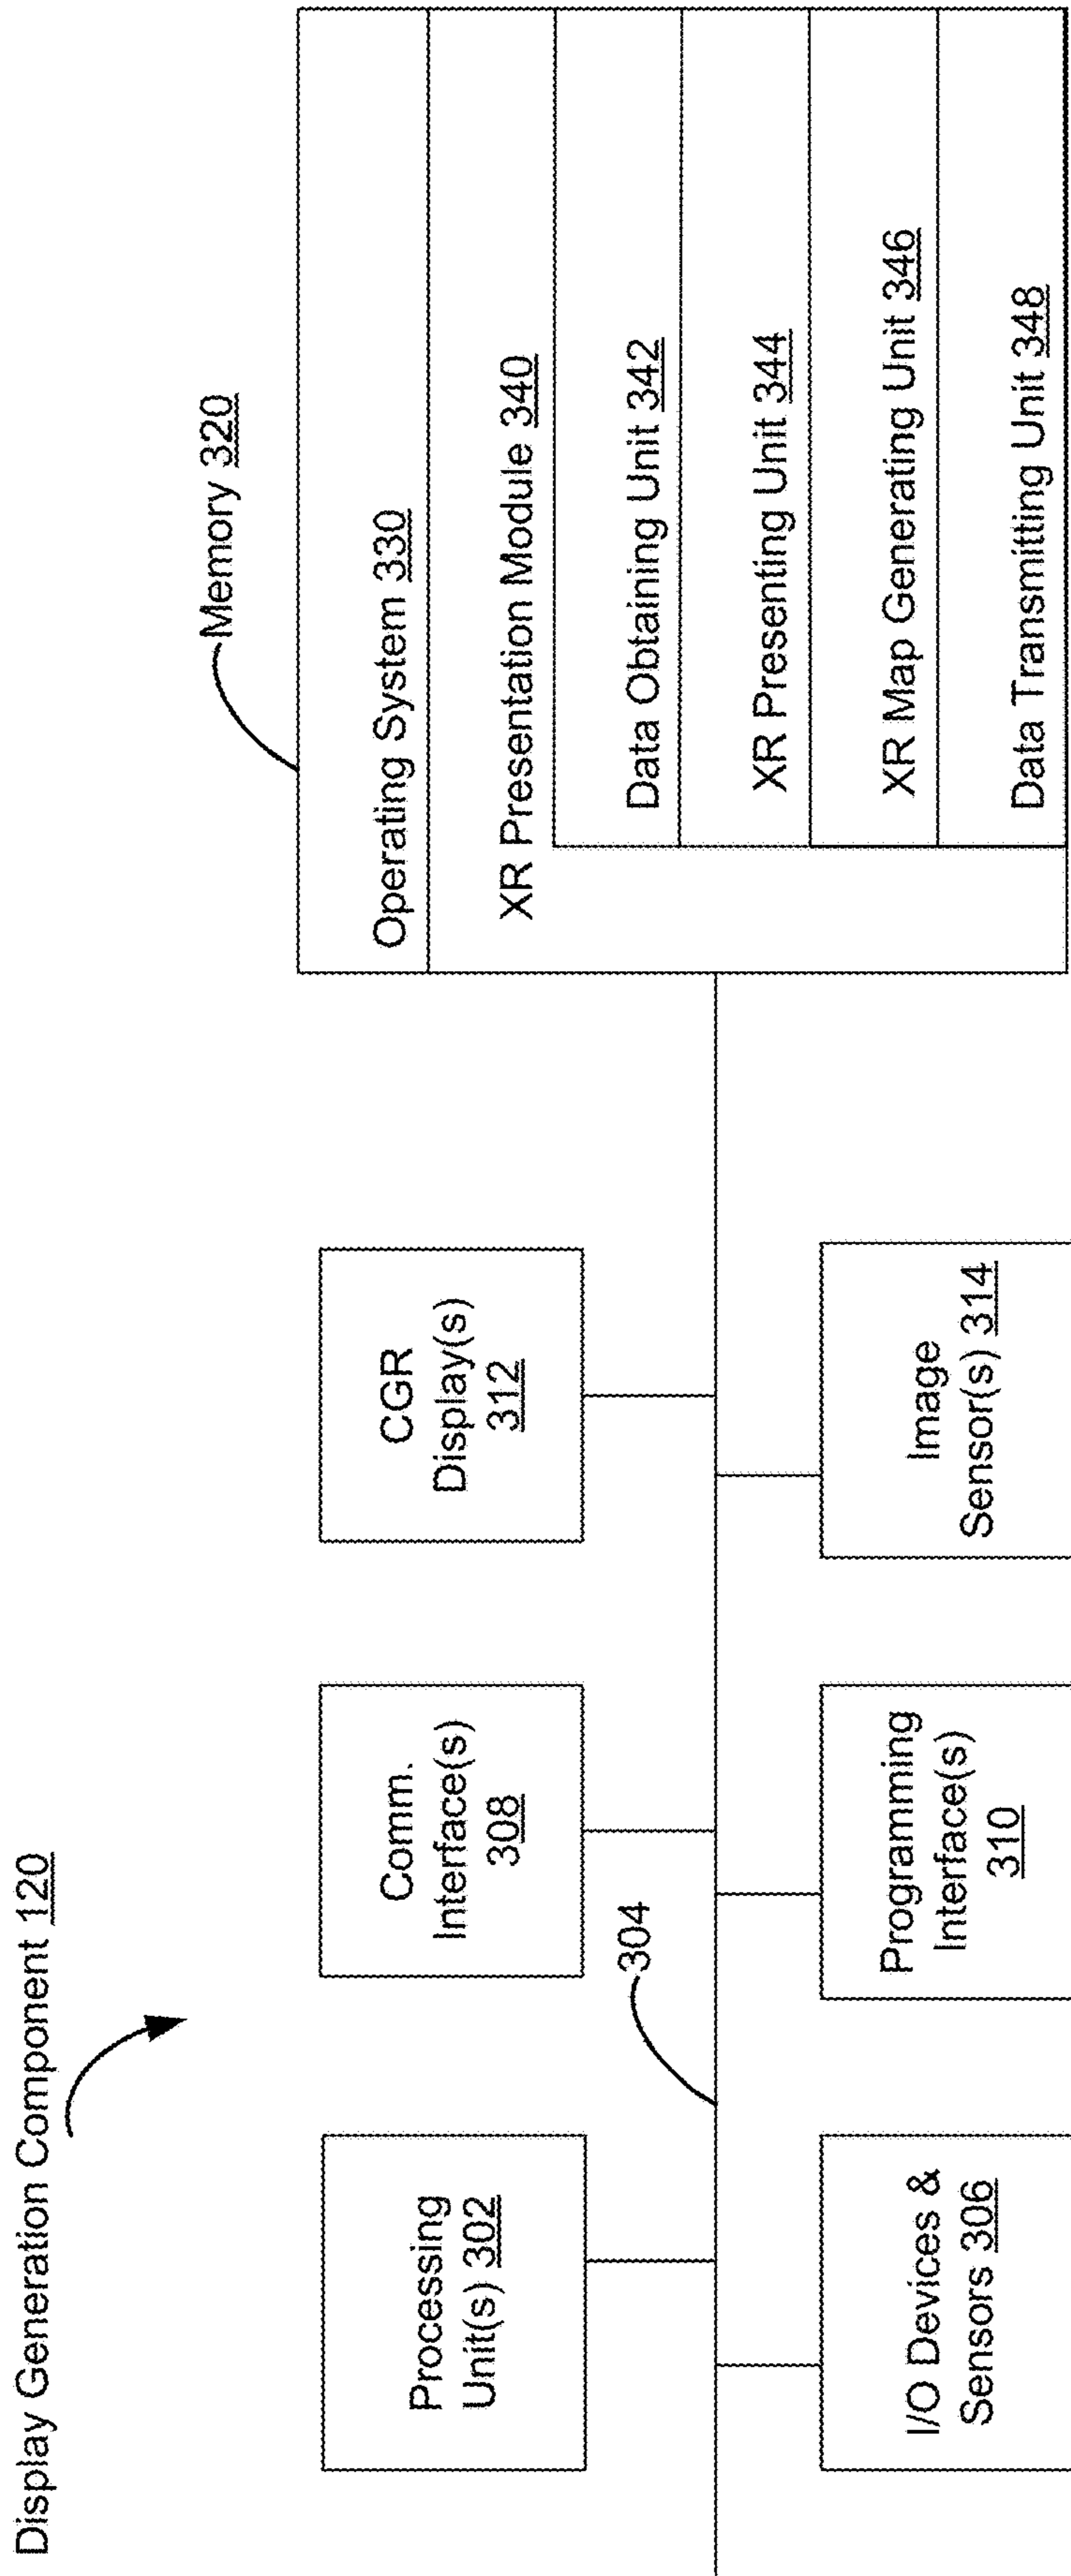 Display Generation Component 120
Memory 320
Processing
Unit(s) 302
Comm.
Interface(s)
308
CGR
Display(s)
312
Operating System 330
XR Presentation Module 340
Data Obtaining Unit 342
XR Presenting Unit 344
XR Map Generating Unit 346
Data Transmitting Unit 348
304
I/O Devices &
Sensors 306
Programming
Interface(s)
310
Image
Sensor(s) 314